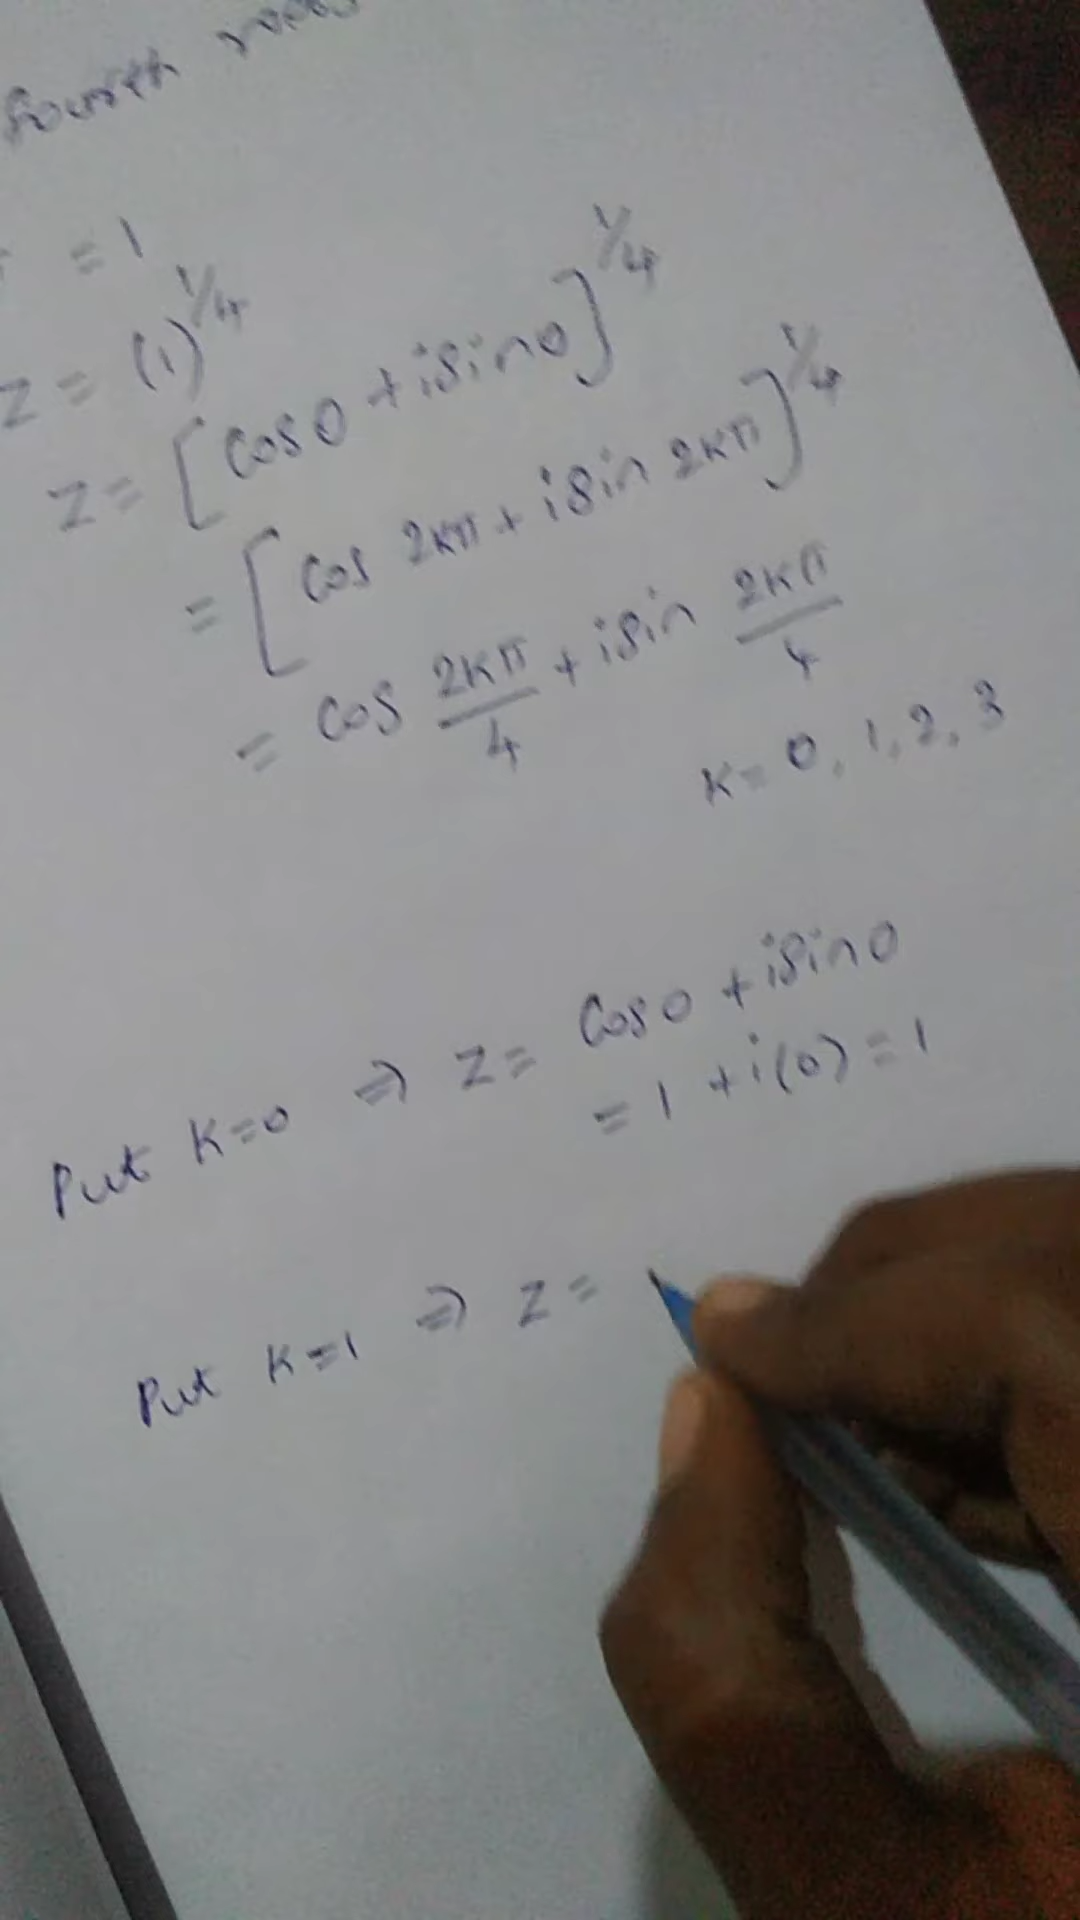 fourth roots
= 1
z = (1)^1/4
z = [cos 0 + i sin 0]^1/4
= [cos 2kπ + i sin 2kπ]^1/4
= cos 2kπ/4 + i sin 2kπ/4
k = 0, 1, 2, 3
Put k=0 ⇒ z = cos 0 + i sin 0
= 1 + i(0) = 1
Put k=1 ⇒ z =